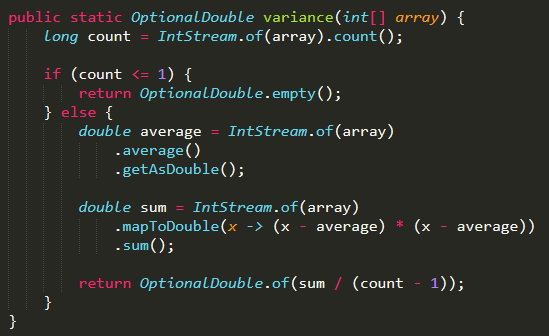 public static OptionalDouble variance(int[] array) {
    long count = IntStream.of(array).count();

    if (count <= 1) {
        return OptionalDouble.empty();
    } else {
        double average = IntStream.of(array)
            .average()
            .getAsDouble();

        double sum = IntStream.of(array)
            .mapToDouble(x -> (x - average) * (x - average))
            .sum();

        return OptionalDouble.of(sum / (count - 1));
    }
}